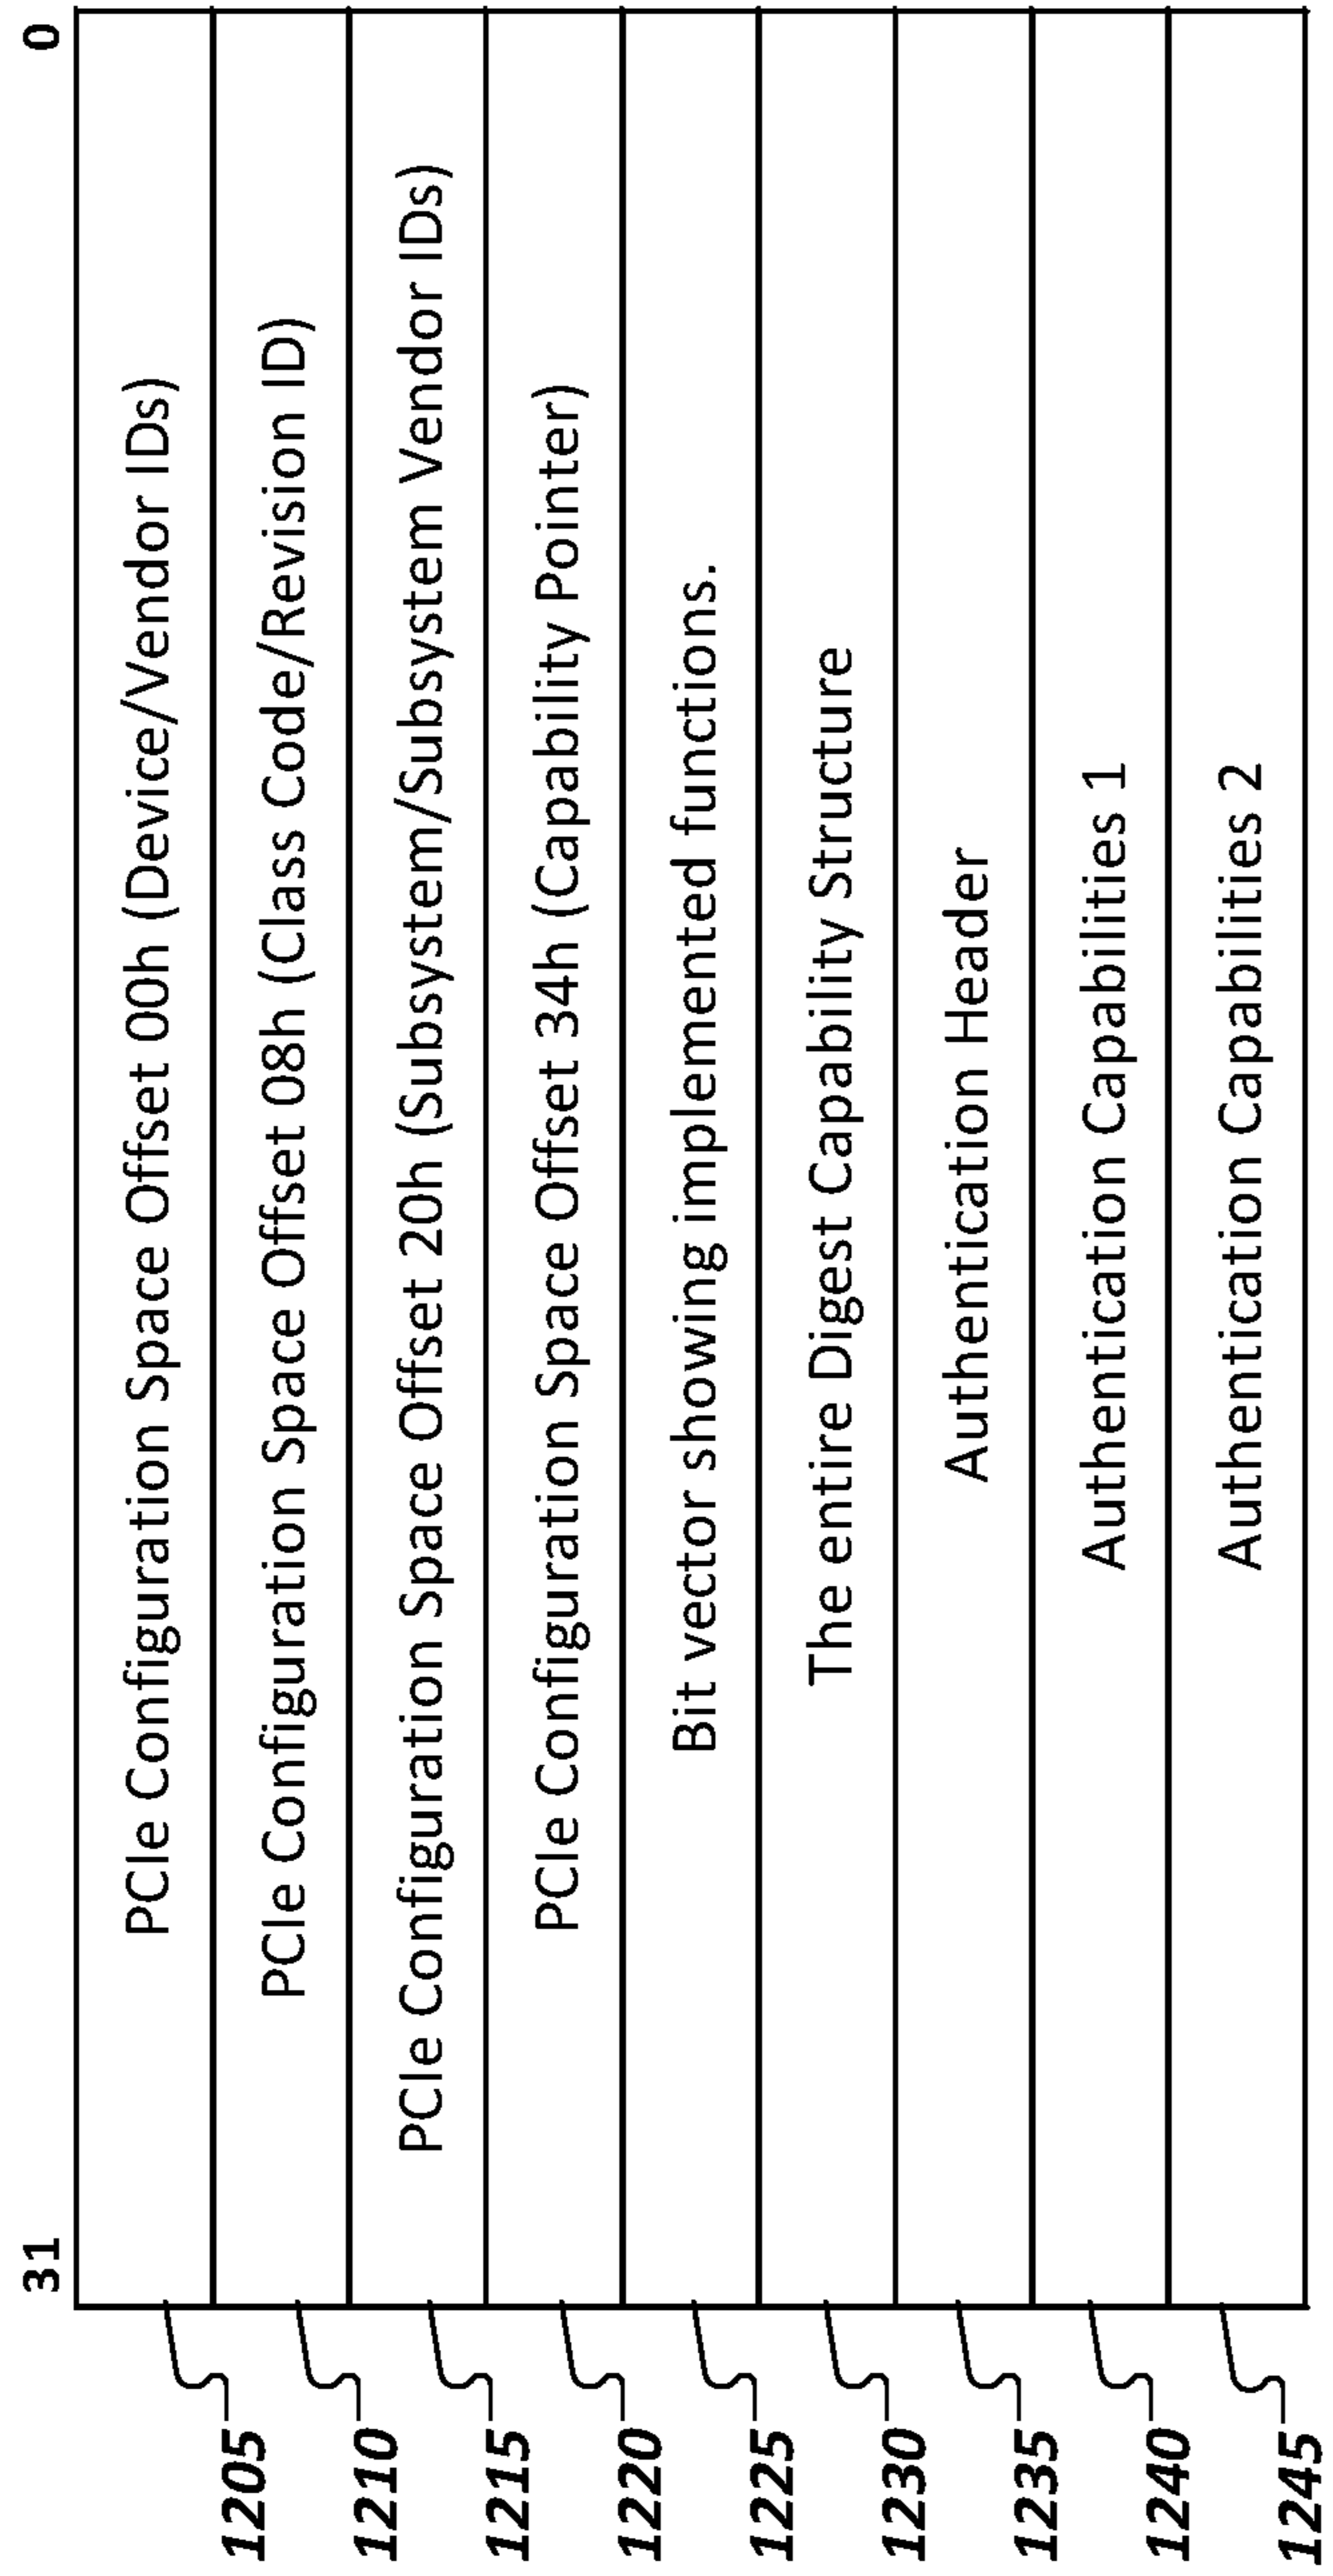 31 0
1205 PCIe Configuration Space Offset 00h (Device/Vendor IDs)
1210 PCIe Configuration Space Offset 08h (Class Code/Revision ID)
1215 PCIe Configuration Space Offset 20h (Subsystem/Subsystem Vendor IDs)
1220 PCIe Configuration Space Offset 34h (Capability Pointer)
1225 Bit vector showing implemented functions.
1230 The entire Digest Capability Structure
1235 Authentication Header
1240 Authentication Capabilities 1
1245 Authentication Capabilities 2